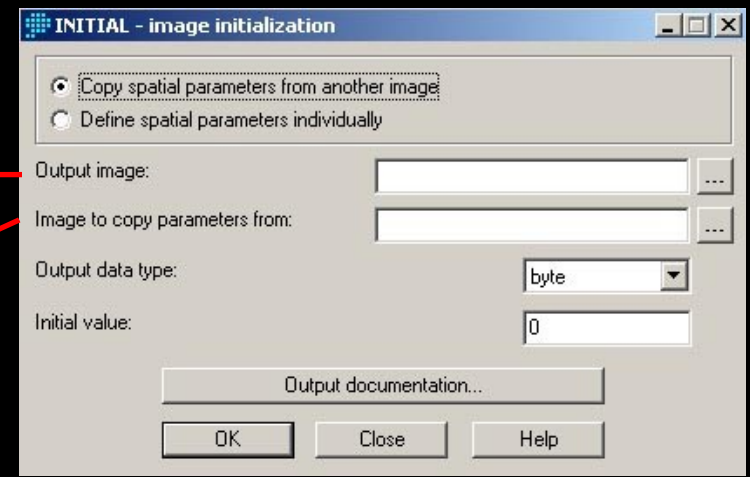 INITIAL - image initialization
Copy spatial parameters from another image
Define spatial parameters individually
Output image: ...
Image to copy parameters from: ...
Output data type: byte
Initial value: 0
Output documentation...
OK Close Help